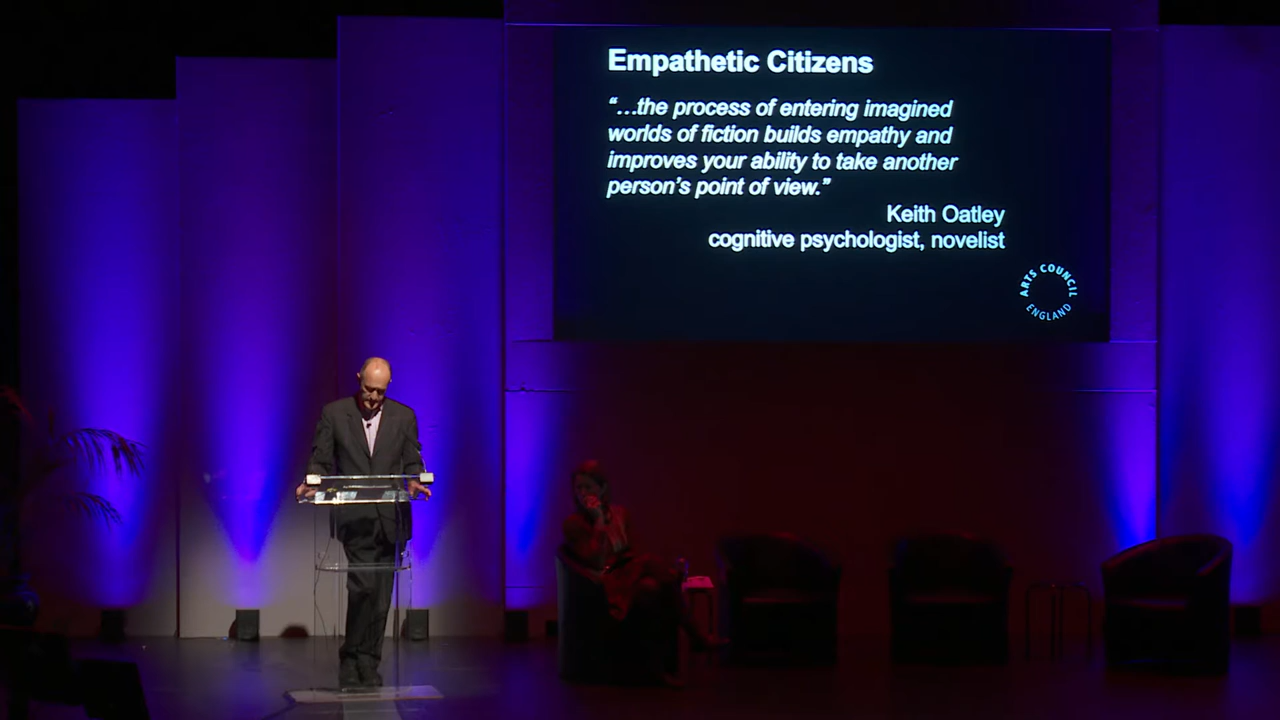 Empathetic Citizens
“…the process of entering imagined
worlds of fiction builds empathy and
improves your ability to take another
person’s point of view.”
Keith Oatley
cognitive psychologist, novelist
ARTS COUNCIL
ENGLAND